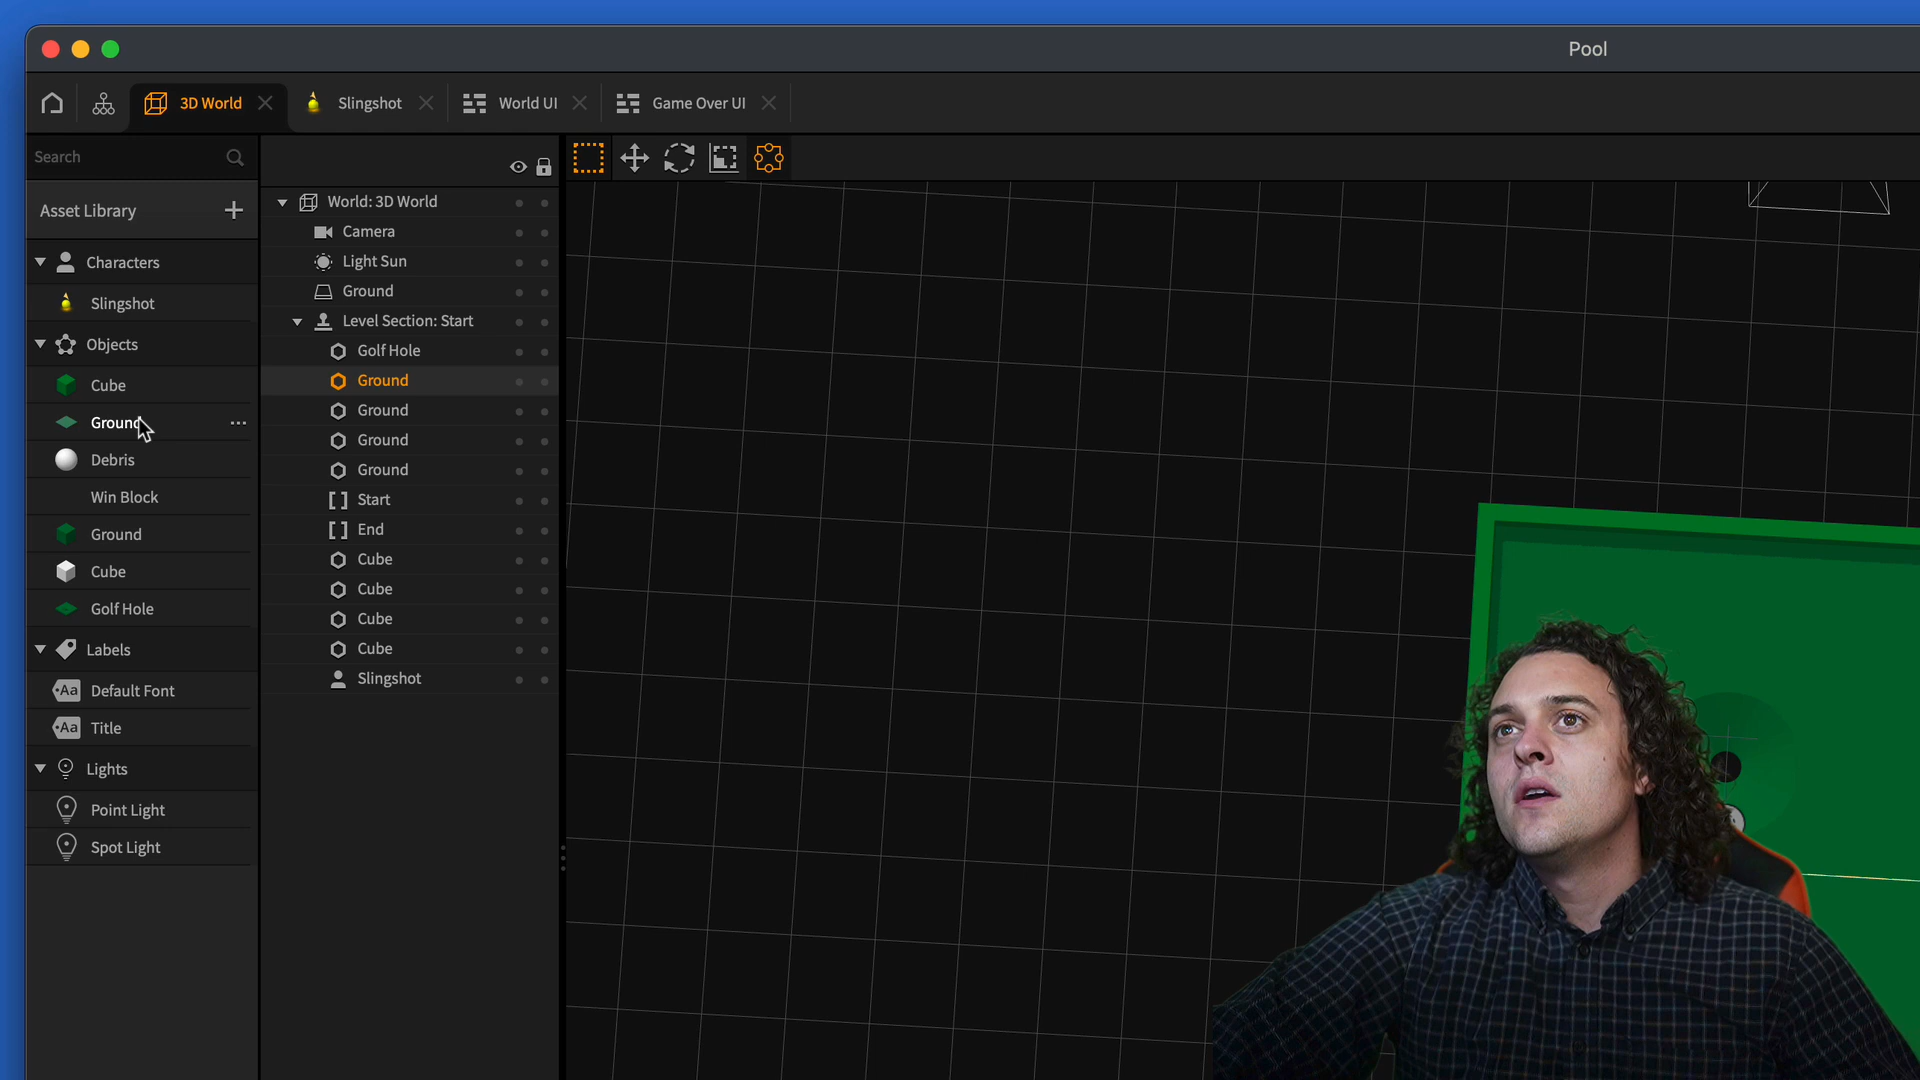 Pool
3D World
Slingshot
World UI
Game Over UI
Search
Asset Library
Characters
Slingshot
Objects
Cube
Ground
Debris
Win Block
Ground
Cube
Golf Hole
Labels
Aa Default Font
Aa Title
Lights
Point Light
Spot Light
World: 3D World
Camera
Light Sun
Ground
Level Section: Start
Golf Hole
Ground
Ground
Ground
Ground
Start
End
Cube
Cube
Cube
Cube
Slingshot